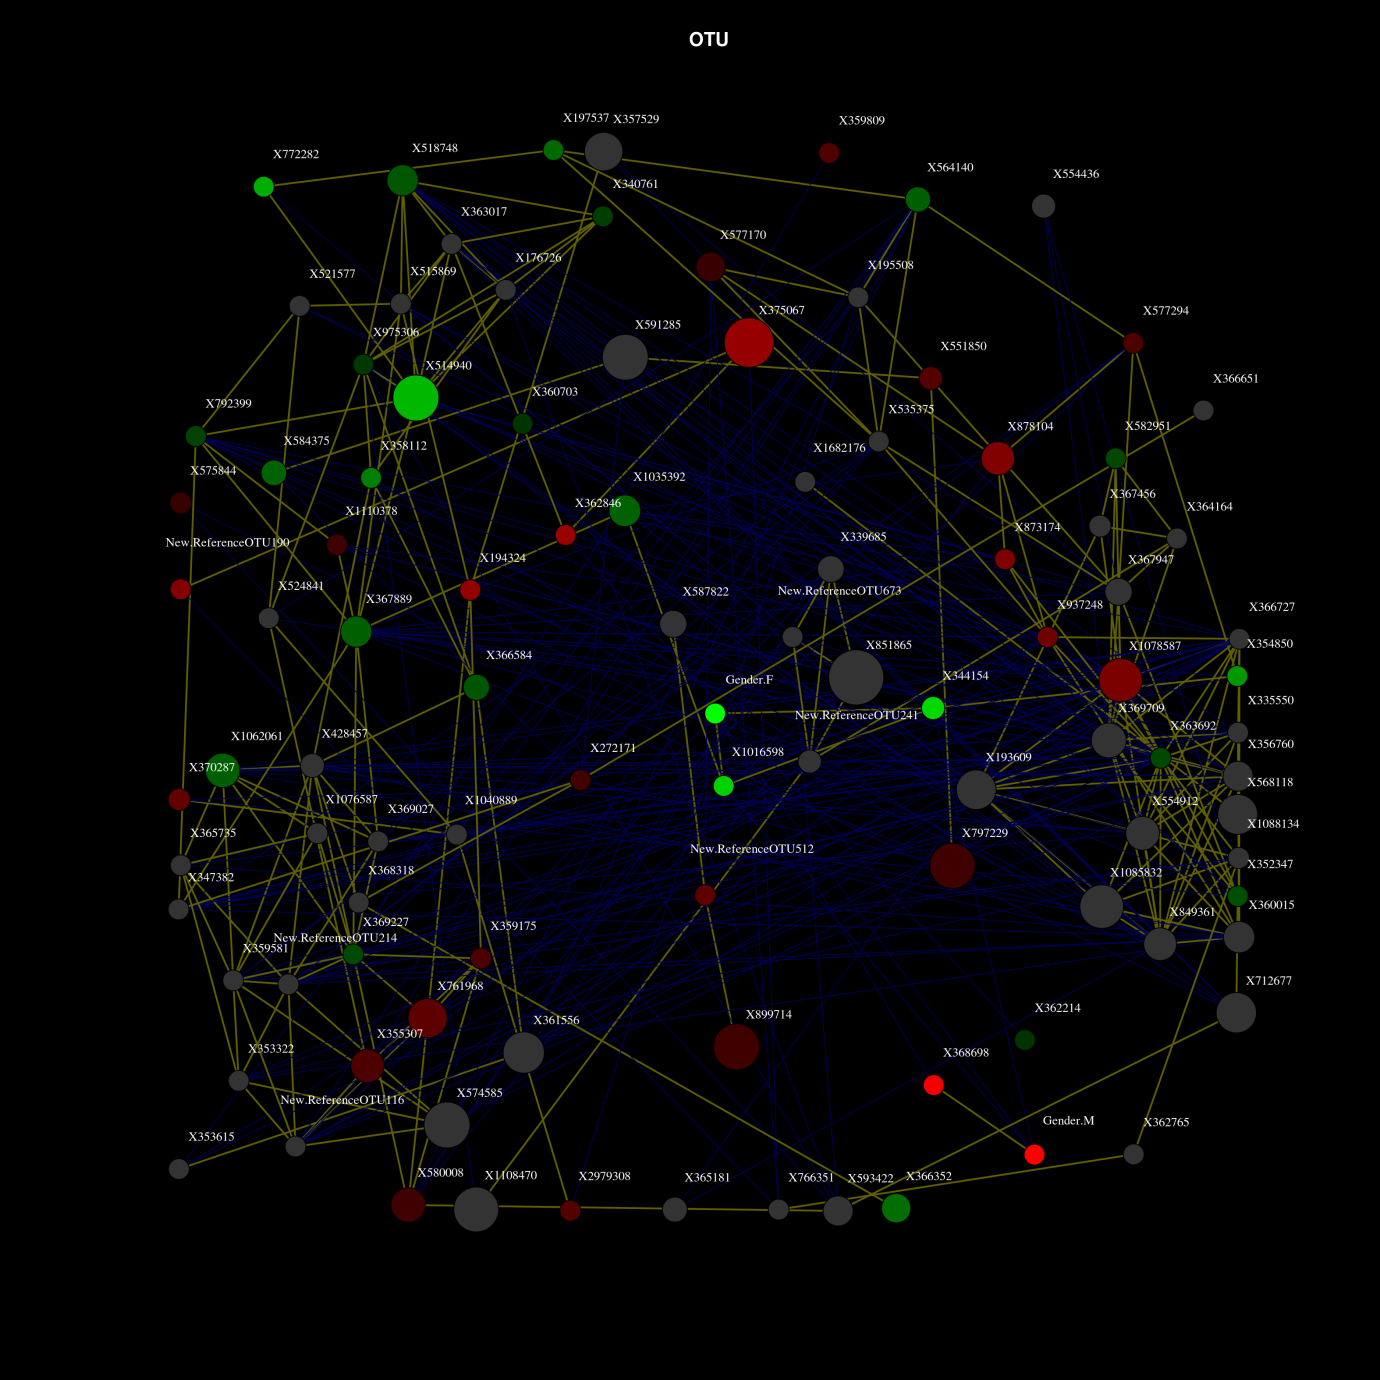 OTU
X197537
X357529
X359809
X772282
X518748
X564140
X554436
X340761
X363017
X577170
X176726
X195508
X521577
X515869
X375067
X577294
X591285
X975306
X551850
X514940
X366651
X360703
X792399
X535375
X584375
X358112
X1682176
X878104
X582951
X575844
X1035392
X1110378
X362846
X367456
X364164
X873174
New.ReferenceOTU190
X339685
X194324
X367947
X524841
X587822
New.ReferenceOTU673
X367889
X937248
X366727
X366584
X851865
X1078587
X354850
Gender.F
X344154
X335550
New.ReferenceOTU241
X369709
X363692
X1062061
X428457
X272171
X1016598
X193609
X356760
X370287
X568118
X1076587
X369027
X1040889
X554912
X365735
X797229
X1088134
New.ReferenceOTU512
X347382
X368318
X1085832
X352347
X369227
X359175
X849361
X360015
New.ReferenceOTU214
X359581
X761968
X712677
X355307
X361556
X899714
X362214
X353322
X368698
New.ReferenceOTU116
X574585
Gender.M
X353615
X362765
X580008
X1108470
X2979308
X365181
X766351
X593422
X366352